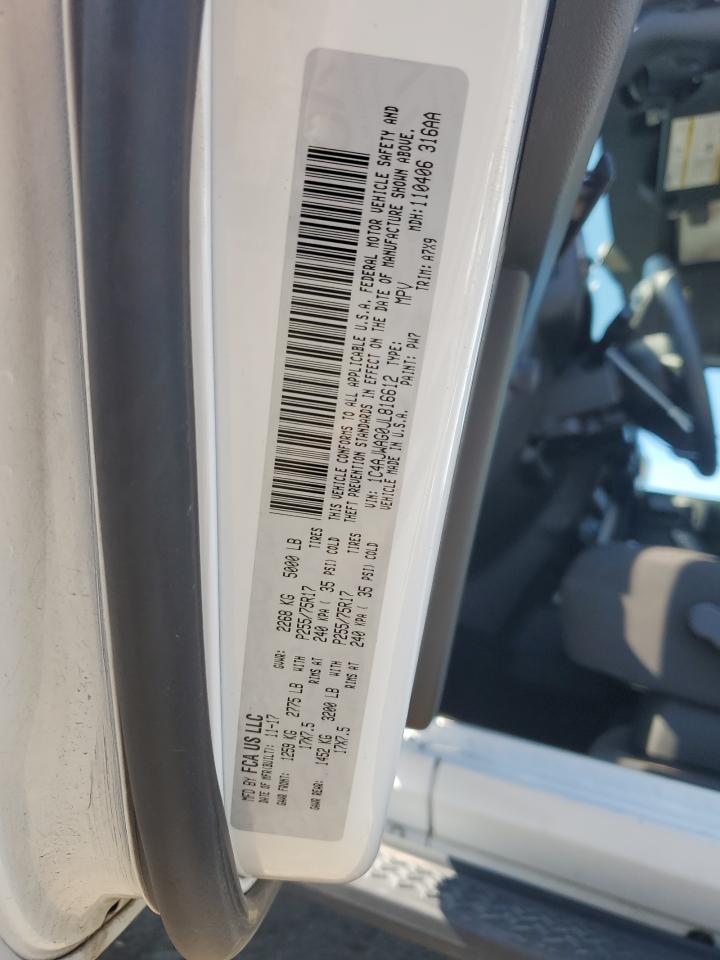 MFD BY FCA US LLC
DATE OF MFR(BUILT): 11-17 GVWR: 2268 KG 5000 LB
GAWR FRONT: 1259 KG 2775 LB WITH P255/75R17 TIRES
17X7.5 RIMS AT 240 KPA ( 35 PSI) COLD
GAWR REAR: 1452 KG 3200 LB WITH P255/75R17 TIRES
17X7.5 RIMS AT 240 KPA ( 35 PSI) COLD
THIS VEHICLE CONFORMS TO ALL APPLICABLE U.S.A. FEDERAL MOTOR VEHICLE SAFETY AND
THEFT PREVENTION STANDARDS IN EFFECT ON THE DATE OF MANUFACTURE SHOWN ABOVE.
VIN: 1C4AJWAG0JL816612 TYPE: MPV MDH: 110406 316AA
VEHICLE MADE IN U.S.A. PAINT: PW7 TRIM: A7X9